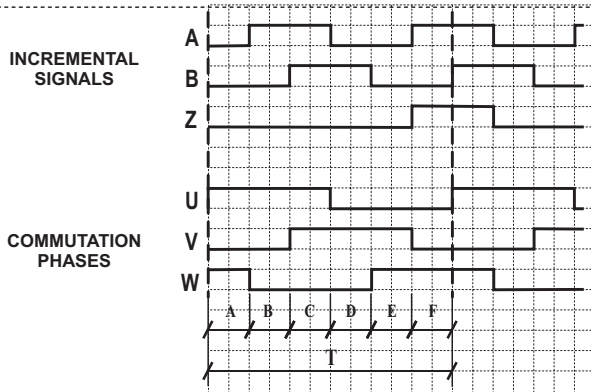 INCREMENTAL
SIGNALS
A
B
Z
COMMUTATION
PHASES
U
V
W
A B C D E F
T